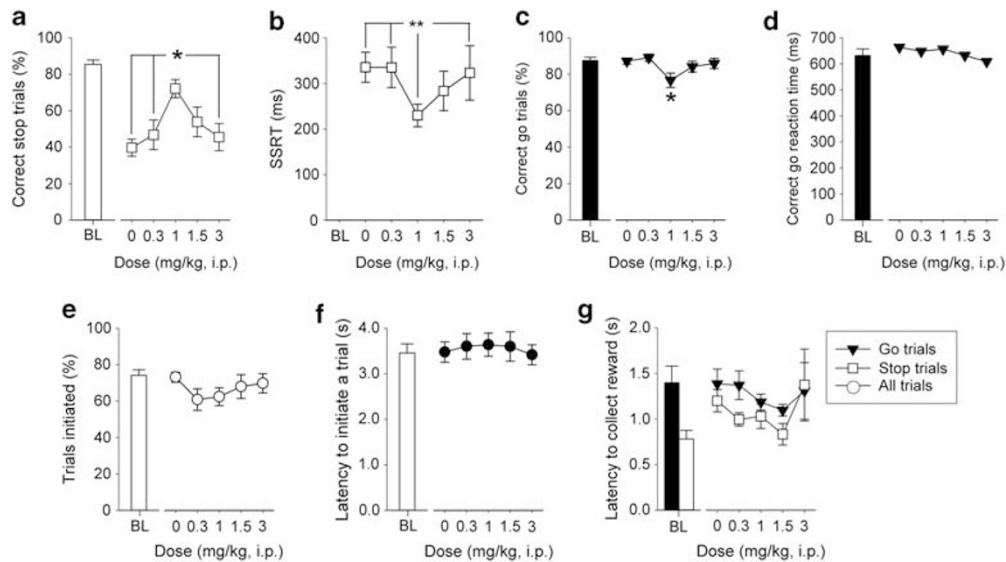 a
Correct stop trials (%)
100
80
60
40
20
0
*
BL
0 0.3 1 1.5 3
Dose (mg/kg, i.p.)
b
SSRT (ms)
400
300
200
100
0
**
BL 0 0.3 1 1.5 3
Dose (mg/kg, i.p.)
c
Correct go trials (%)
100
80
60
40
20
0
*
BL
0 0.3 1 1.5 3
Dose (mg/kg, i.p.)
d
Correct go reaction time (ms)
700
600
500
400
300
200
100
0
BL
0 0.3 1 1.5 3
Dose (mg/kg, i.p.)
e
Trials initiated (%)
100
80
60
40
20
0
BL
0 0.3 1 1.5 3
Dose (mg/kg, i.p.)
f
Latency to initiate a trial (s)
4.0
3.0
2.0
1.0
0.0
BL
0 0.3 1 1.5 3
Dose (mg/kg, i.p.)
g
Latency to collect reward (s)
2.0
1.5
1.0
0.5
0.0
BL
0 0.3 1 1.5 3
Dose (mg/kg, i.p.)
Go trials
Stop trials
All trials